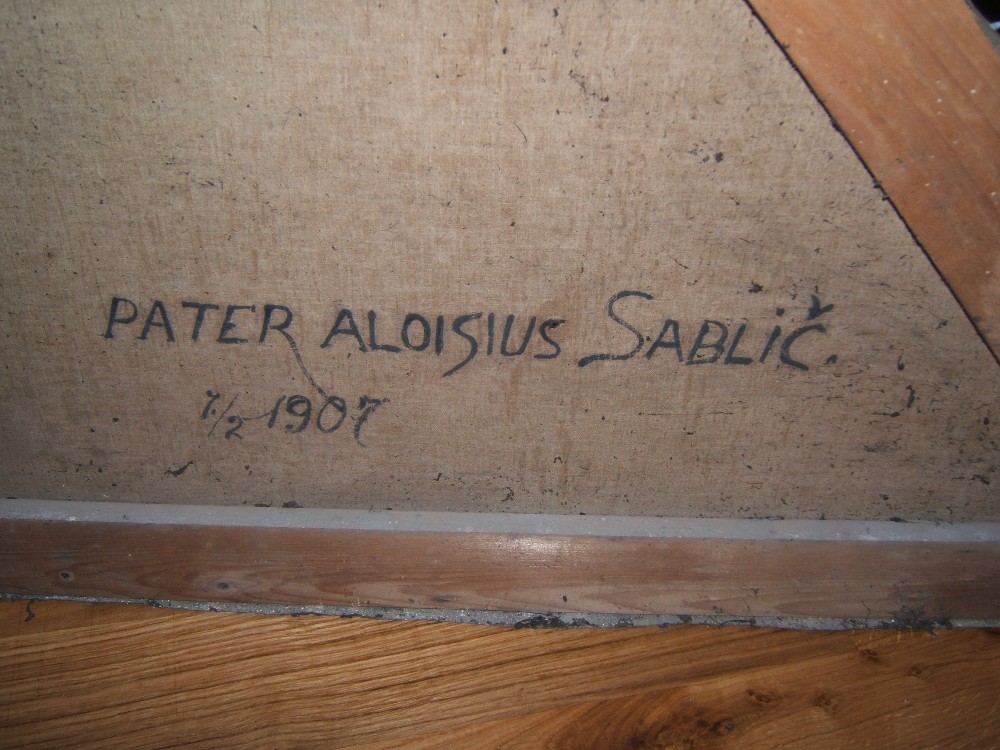 PATER ALOISIUS SABLIČ.
7/2 1907